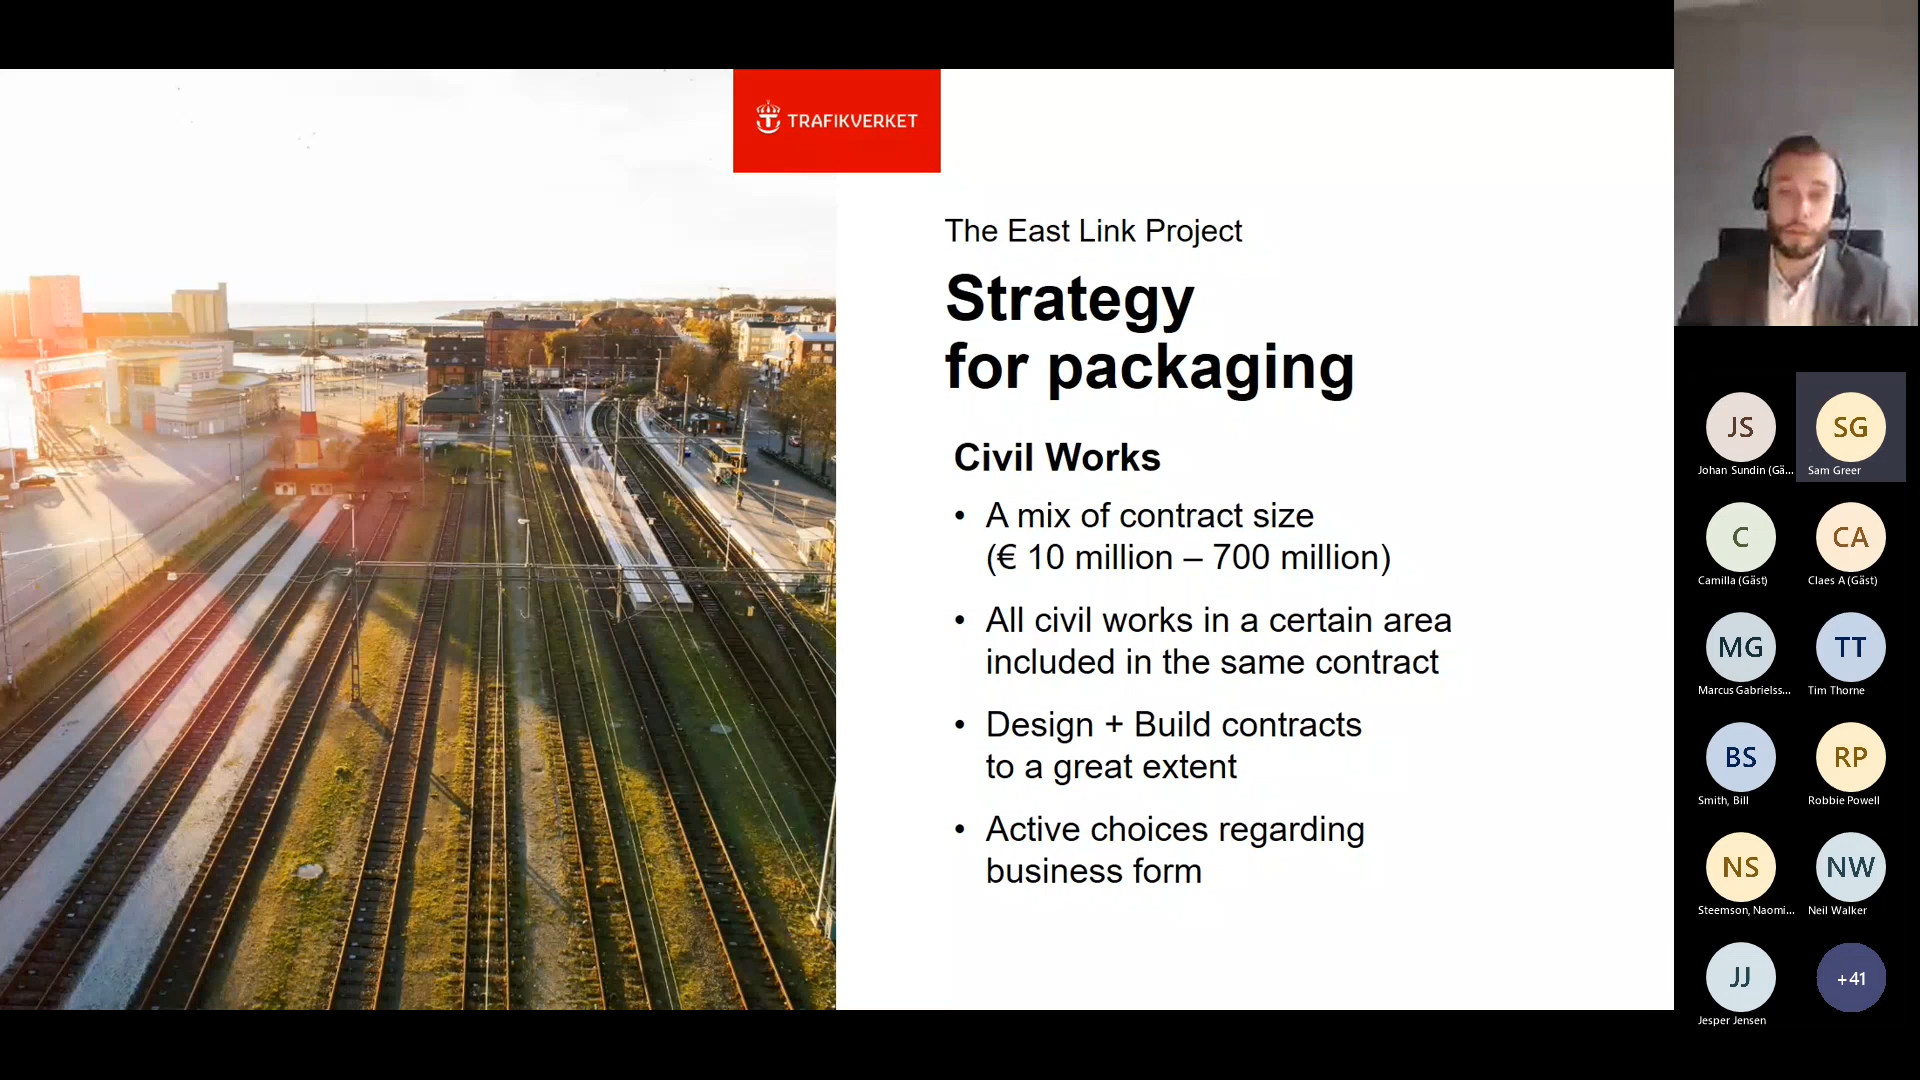 TRAFIKVERKET
The East Link Project
Strategy
for packaging
Civil Works
• A mix of contract size
(€ 10 million – 700 million)
• All civil works in a certain area
included in the same contract
• Design + Build contracts
to a great extent
• Active choices regarding
business form
JS
Johan Sundin (Gä...
SG
Sam Greer
C
Camilla (Gäst)
CA
Claes A (Gäst)
MG
Marcus Gabrielss...
TT
Tim Thorne
BS
Smith, Bill
RP
Robbie Powell
NS
Steemson, Naomi...
NW
Neil Walker
JJ
Jesper Jensen
+41